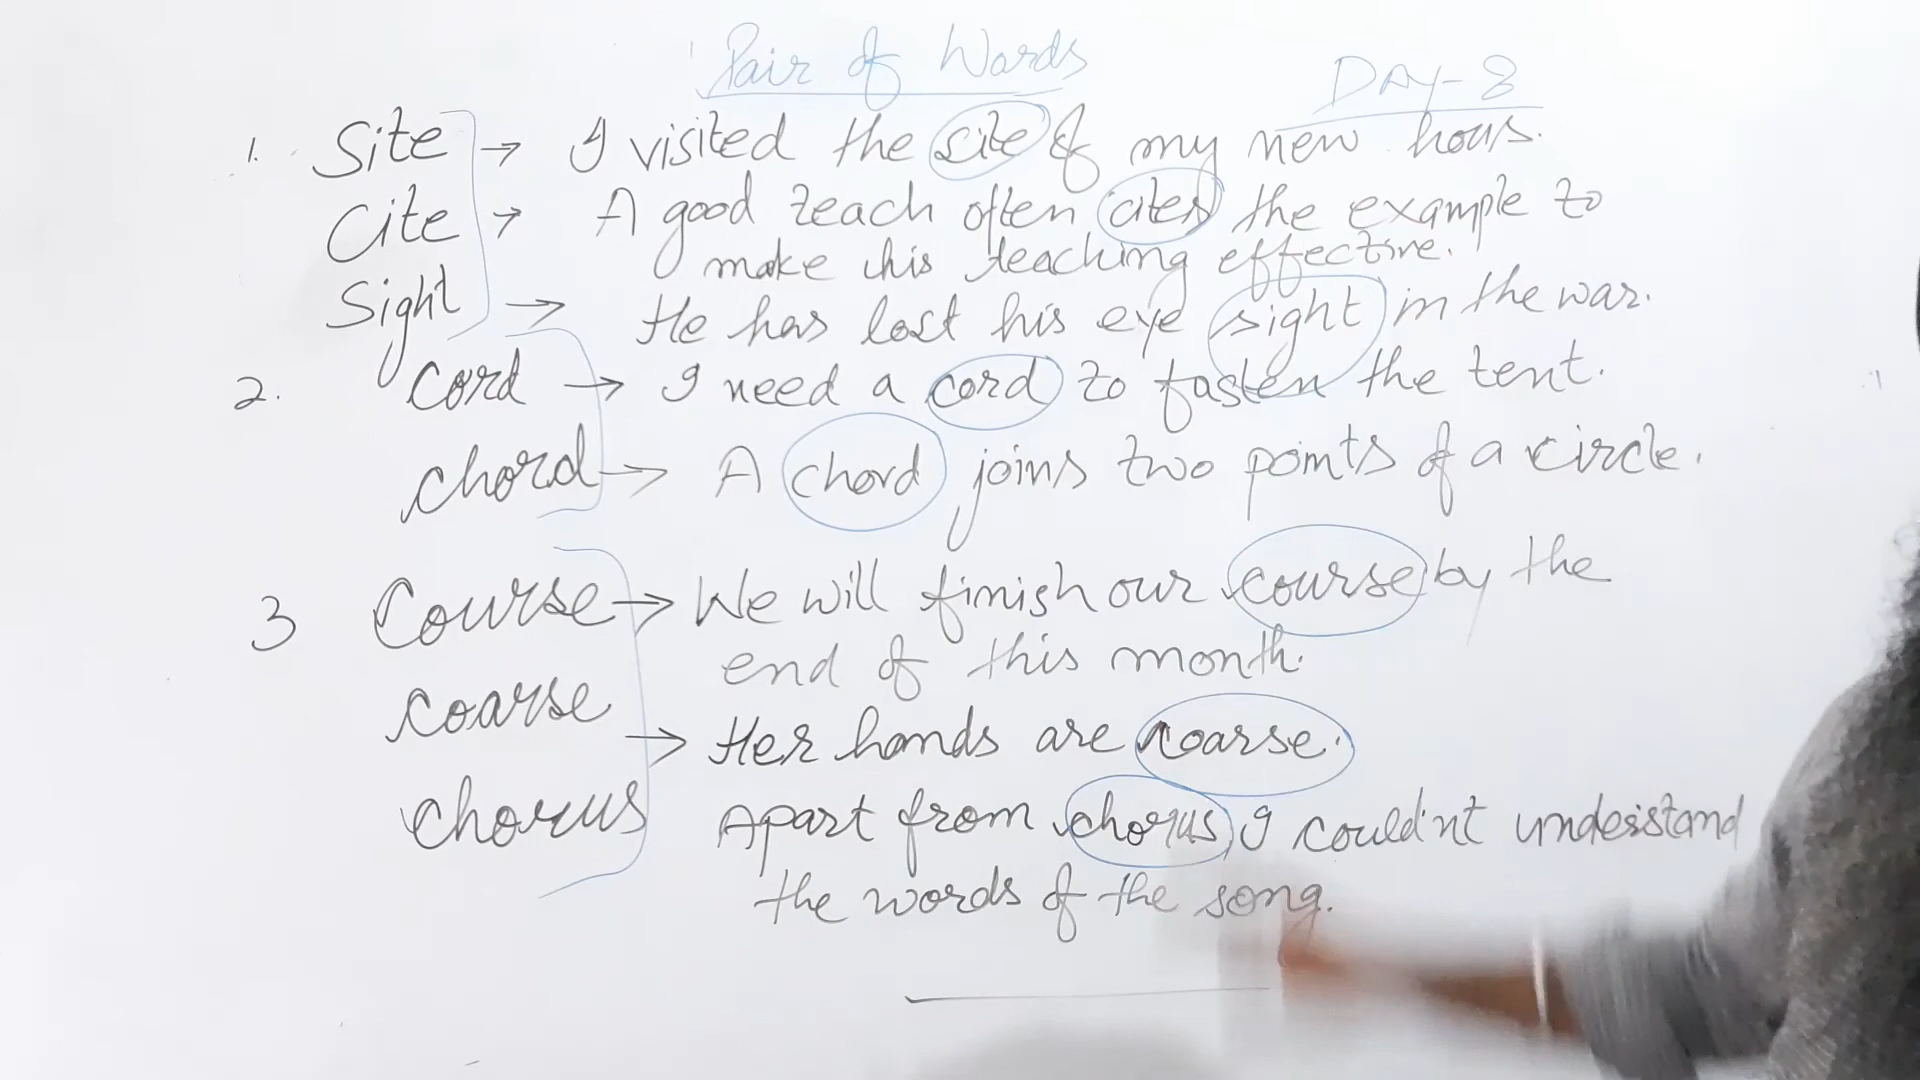 Pair of Words
DAY-8
1. Site → I visited the site of my new hous.
Cite → A good teach often cites the example to
make his teaching effective.
Sight → He has lost his eye sight in the war.
2. Cord → I need a cord to fasten the tent.
chord → A chord joins two points of a circle.
3 Course → We will finish our course by the
end of this month.
coarse → Her hands are coarse.
chorus Apart from chorus, I could'nt understand
the words of the song.